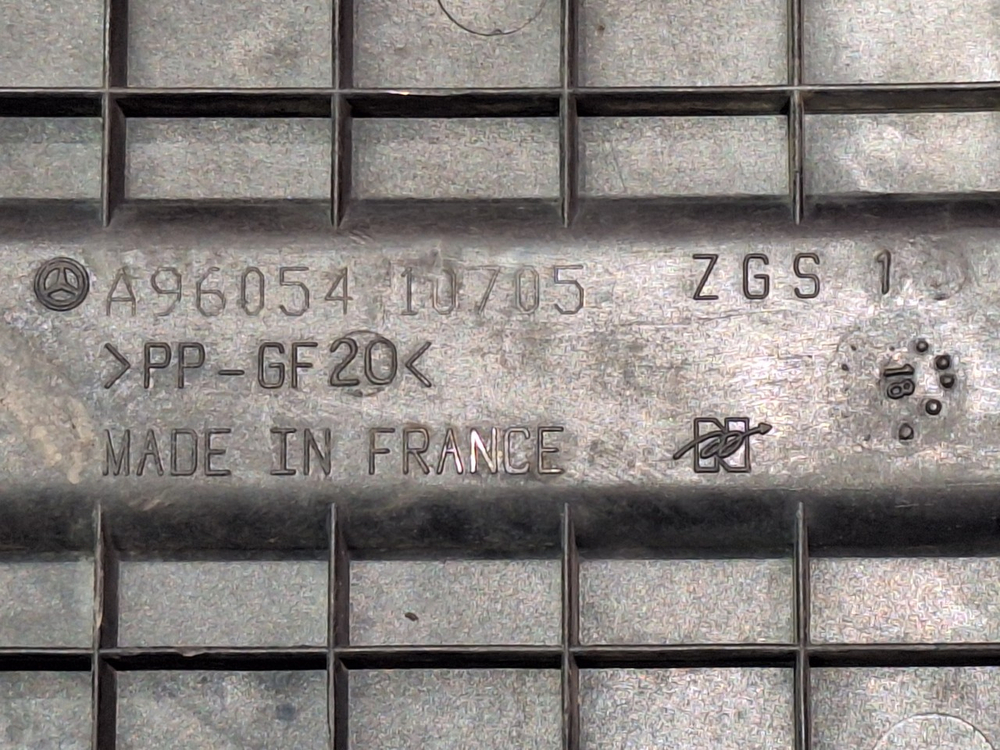 A96054 10705 ZGS 1
>PP-GF20<
MADE IN FRANCE
18